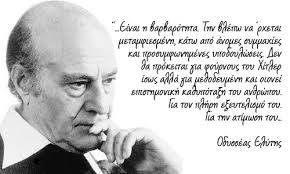 "...Είναι η βαρβαρότητα. Την βλέπω να 'ρχεται
μεταμφιεσμένη, κάτω από άνομες συμμαχίες
και προσυμφωνημένες υποδουλώσεις. Δεν
θα πρόκειται για φούρνους του Χίτλερ
ίσως αλλά για μεθοδευμένη και οιονεί
επιστημονική καθυπόταξη του ανθρώπου.
Για τον πλήρη εξευτελισμό του.
Για την ατίμωση του...
Οδυσσέας Ελύτης